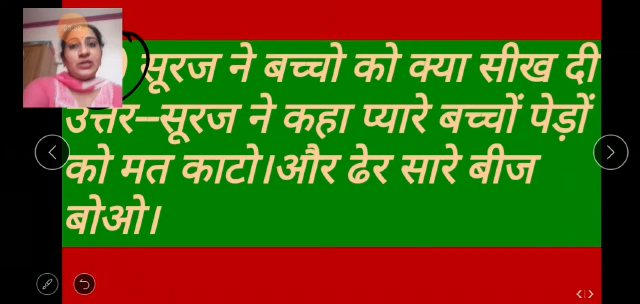 ) सूरज ने बच्चो को क्या सीख दी
उत्तर–सूरज ने कहा प्यारे बच्चों पेड़ों
को मत काटो।और ढेर सारे बीज
बोओ।